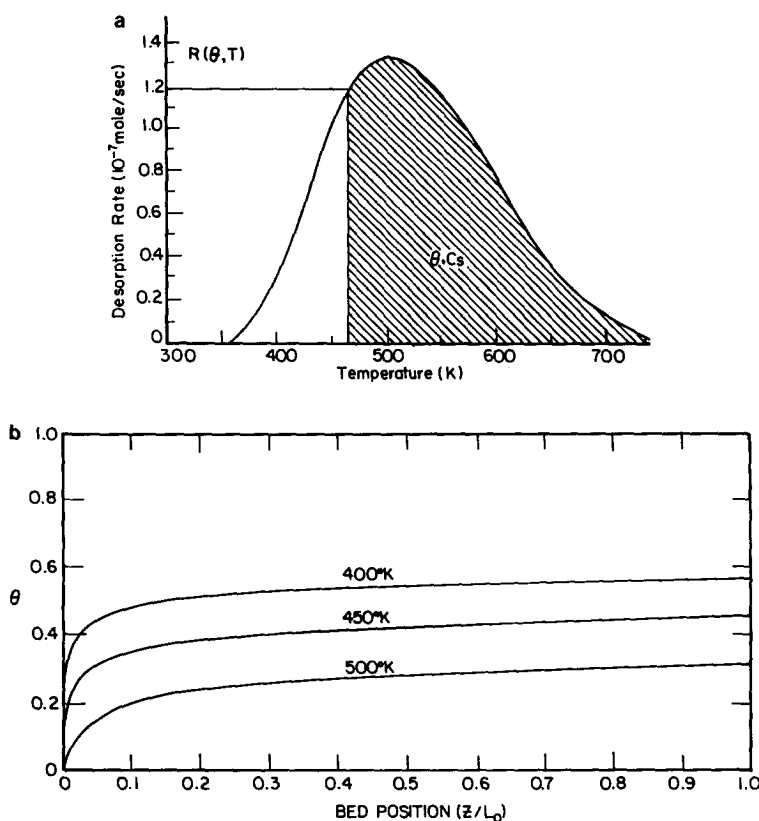 a
R(θ,T)
Desorption Rate (10⁻⁷mole/sec)
1.4
1.2
1.0
0.8
0.6
0.4
0.2
0
300 400 500 600 700
θ·Cs
Temperature (K)
b
1.0
0.8
0.6
θ
0.4
0.2
0
400°K
450°K
500°K
0 0.1 0.2 0.3 0.4 0.5 0.6 0.7 0.8 0.9 1.0
BED POSITION (Z/L₀)